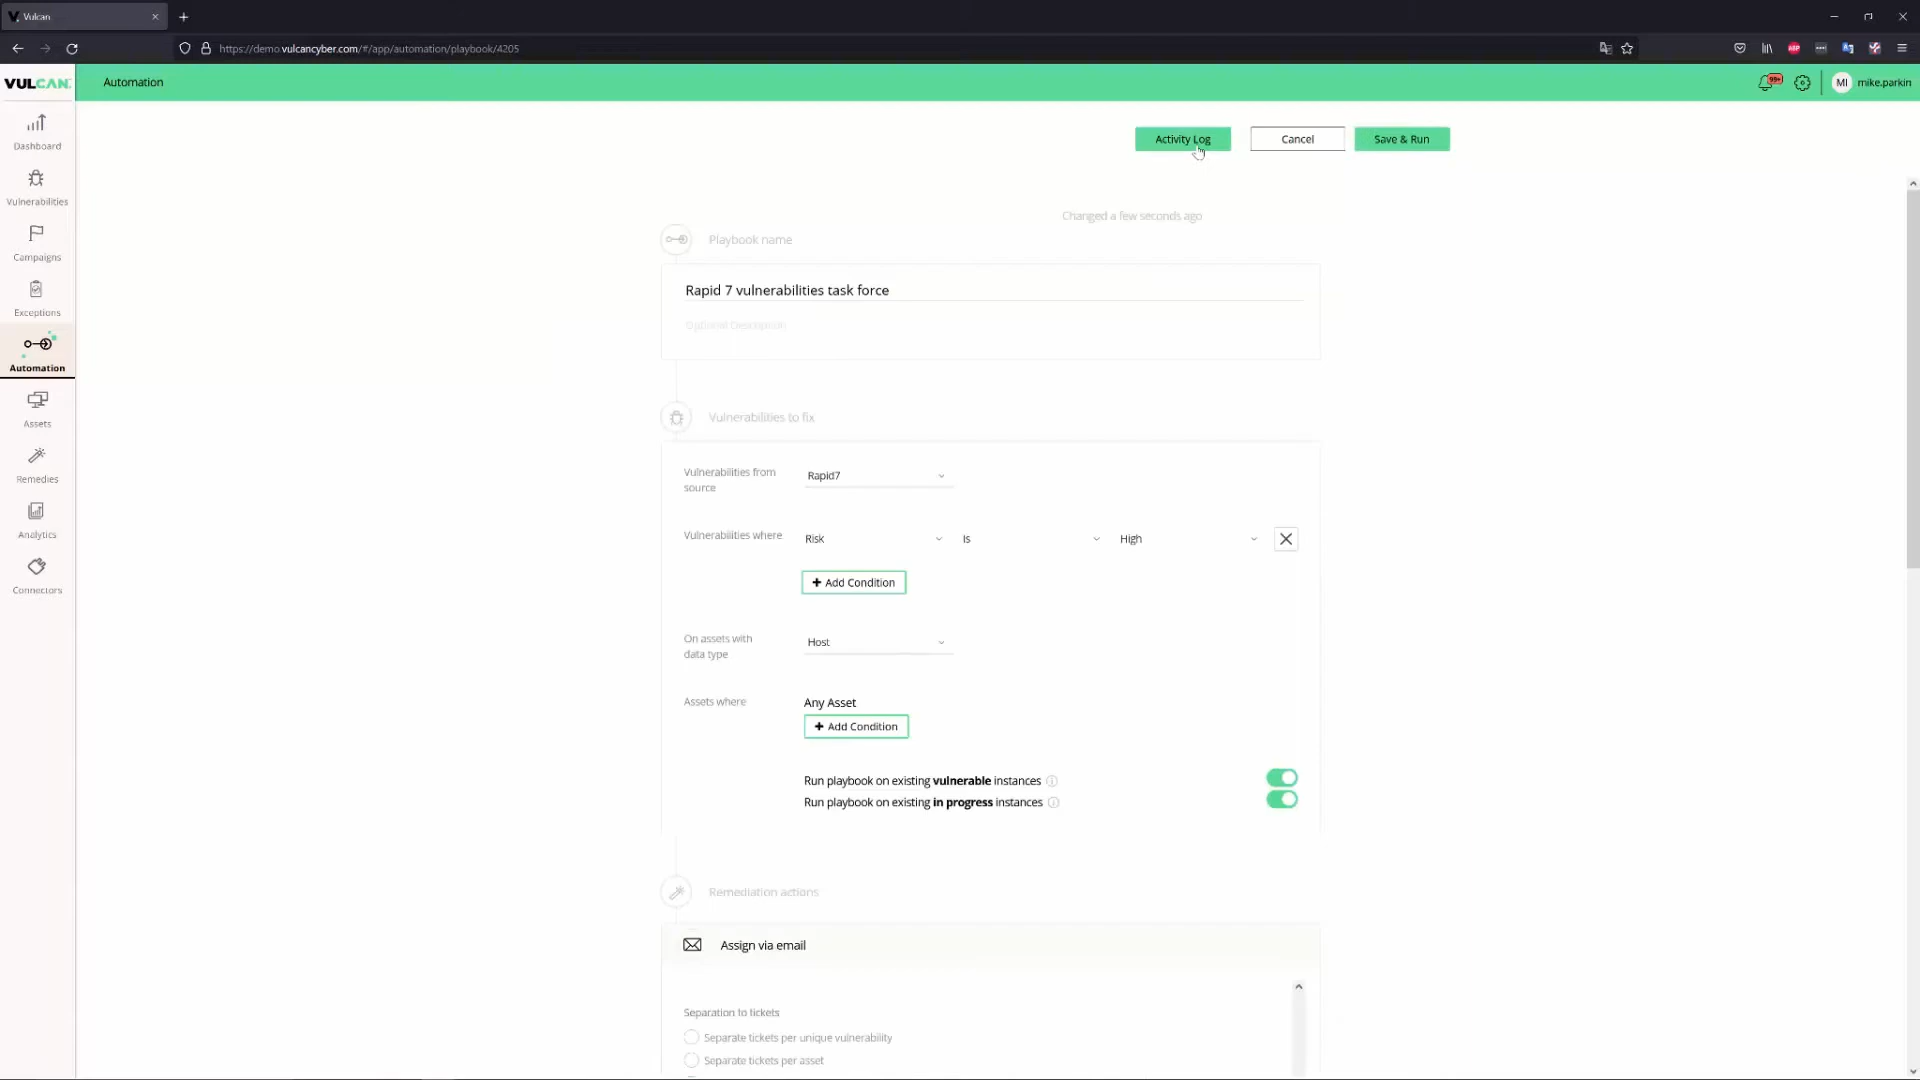 Vulcan
https://demo.vulcancyber.com/#/app/automation/playbook/4205
VULCAN.
Automation
99+
MI
mike.parkin
Dashboard
Vulnerabilities
Campaigns
Exceptions
Automation
Assets
Remedies
Analytics
Connectors
Activity Log
Cancel
Save & Run
Changed a few seconds ago
Playbook name
Rapid 7 vulnerabilities task force
Optional Description
Vulnerabilities to fix
Vulnerabilities from
source
Rapid7
Vulnerabilities where
Risk
Is
High
+ Add Condition
On assets with
data type
Host
Assets where
Any Asset
+ Add Condition
Run playbook on existing vulnerable instances
Run playbook on existing in progress instances
Remediation actions
Assign via email
Separation to tickets
Separate tickets per unique vulnerability
Separate tickets per asset